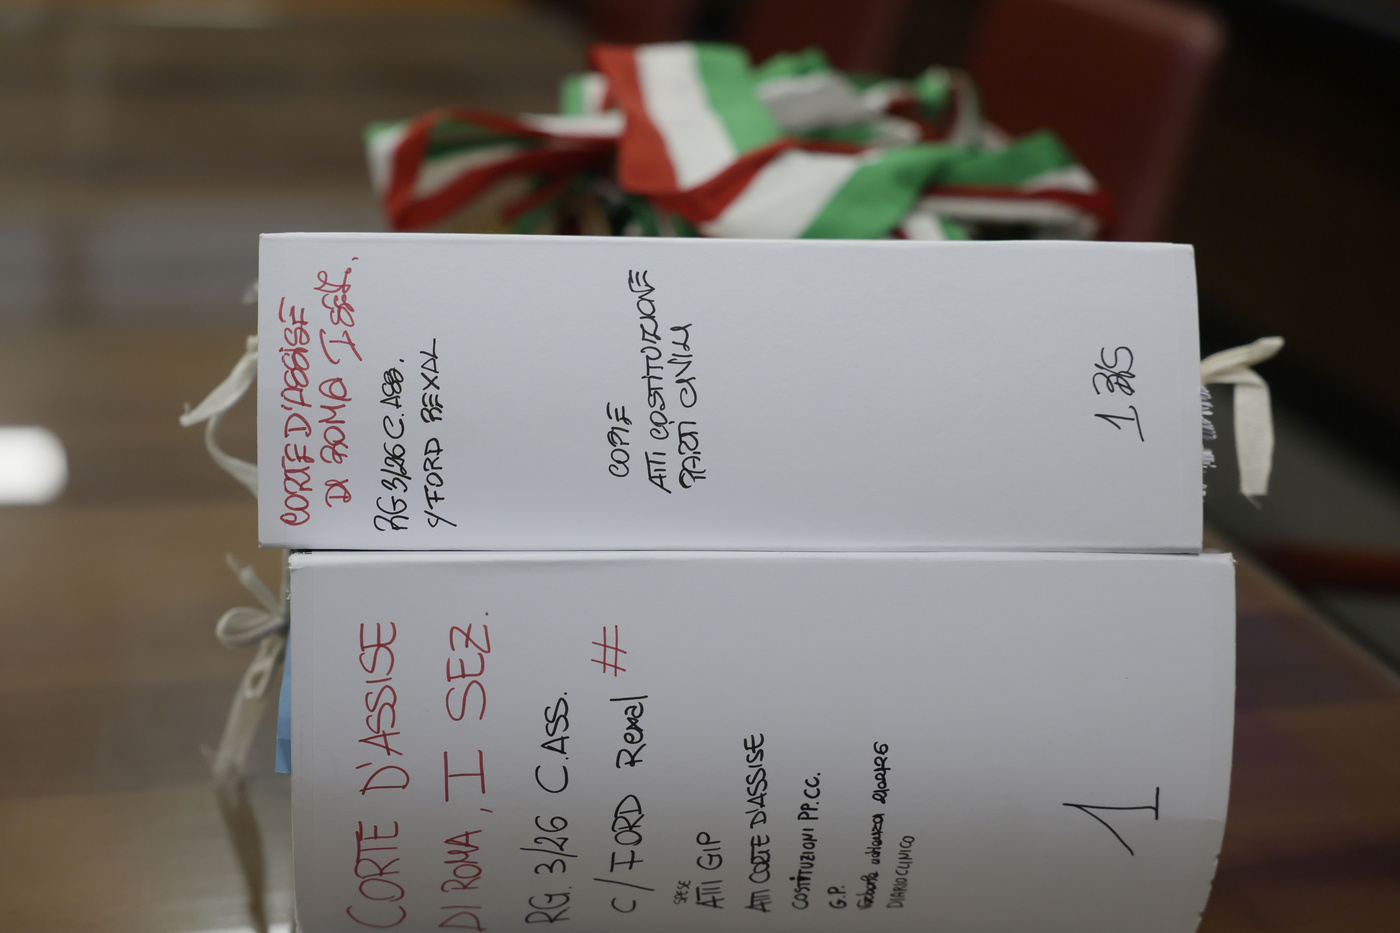 CORTE D'ASSISE
DI ROMA I SEZ.
RG 3/26 C. ASS.
C/ FORD REXAL
COPIE
ATTI COSTITUZIONE
PARTI CIVILI
1 BIS
CORTE D'ASSISE
DI ROMA, I SEZ.
RG. 3/26 C.ASS.
C/ FORD Rexal #
SPESE
ATTI GIP
ATTI CORTE D'ASSISE
COSTITUZIONI PP.CC.
G.P.
udienza
DIARIO CLINICO
1